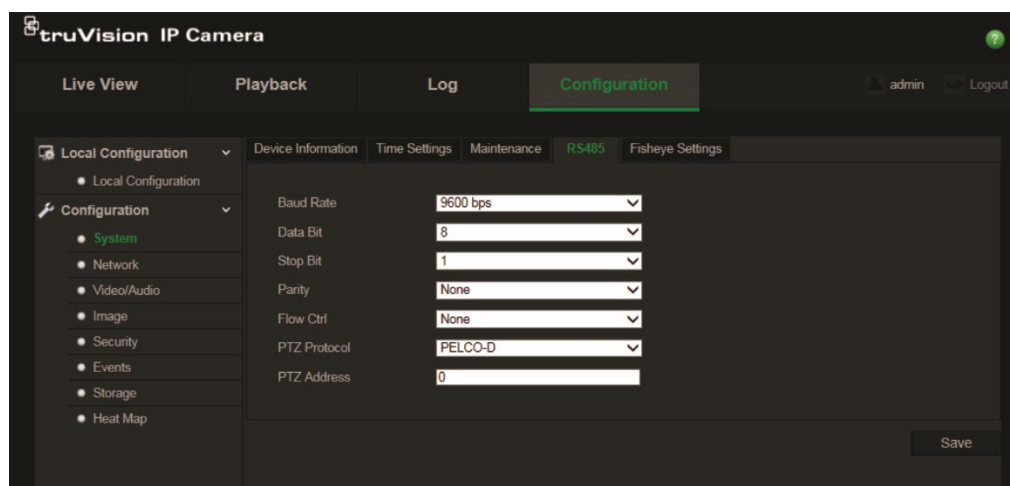 truVision IP Camera
?
Live View Playback Log Configuration admin Logout
Device Information Time Settings Maintenance RS485 Fisheye Settings
Local Configuration
Local Configuration
Configuration
System
Network
Video/Audio
Image
Security
Events
Storage
Heat Map
Baud Rate 9600 bps
Data Bit 8
Stop Bit 1
Parity None
Flow Ctrl None
PTZ Protocol PELCO-D
PTZ Address 0
Save